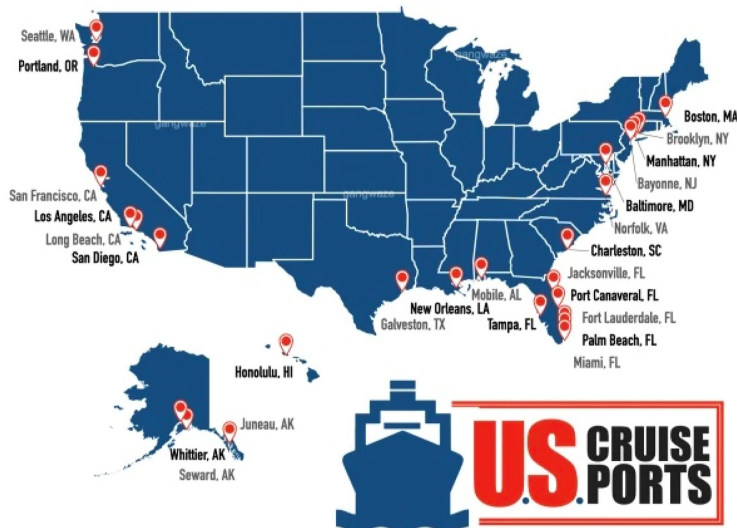 Seattle, WA
Portland, OR
gangwaze
gangwaze
gangwaze
San Francisco, CA
Los Angeles, CA
Long Beach, CA
San Diego, CA
Boston, MA
Brooklyn, NY
Manhattan, NY
Bayonne, NJ
Baltimore, MD
Norfolk, VA
Charleston, SC
Jacksonville, FL
Port Canaveral, FL
Fort Lauderdale, FL
Palm Beach, FL
Miami, FL
Mobile, AL
New Orleans, LA
Tampa, FL
Galveston, TX
Honolulu, HI
Juneau, AK
Whittier, AK
Seward, AK
U.S. CRUISE
PORTS